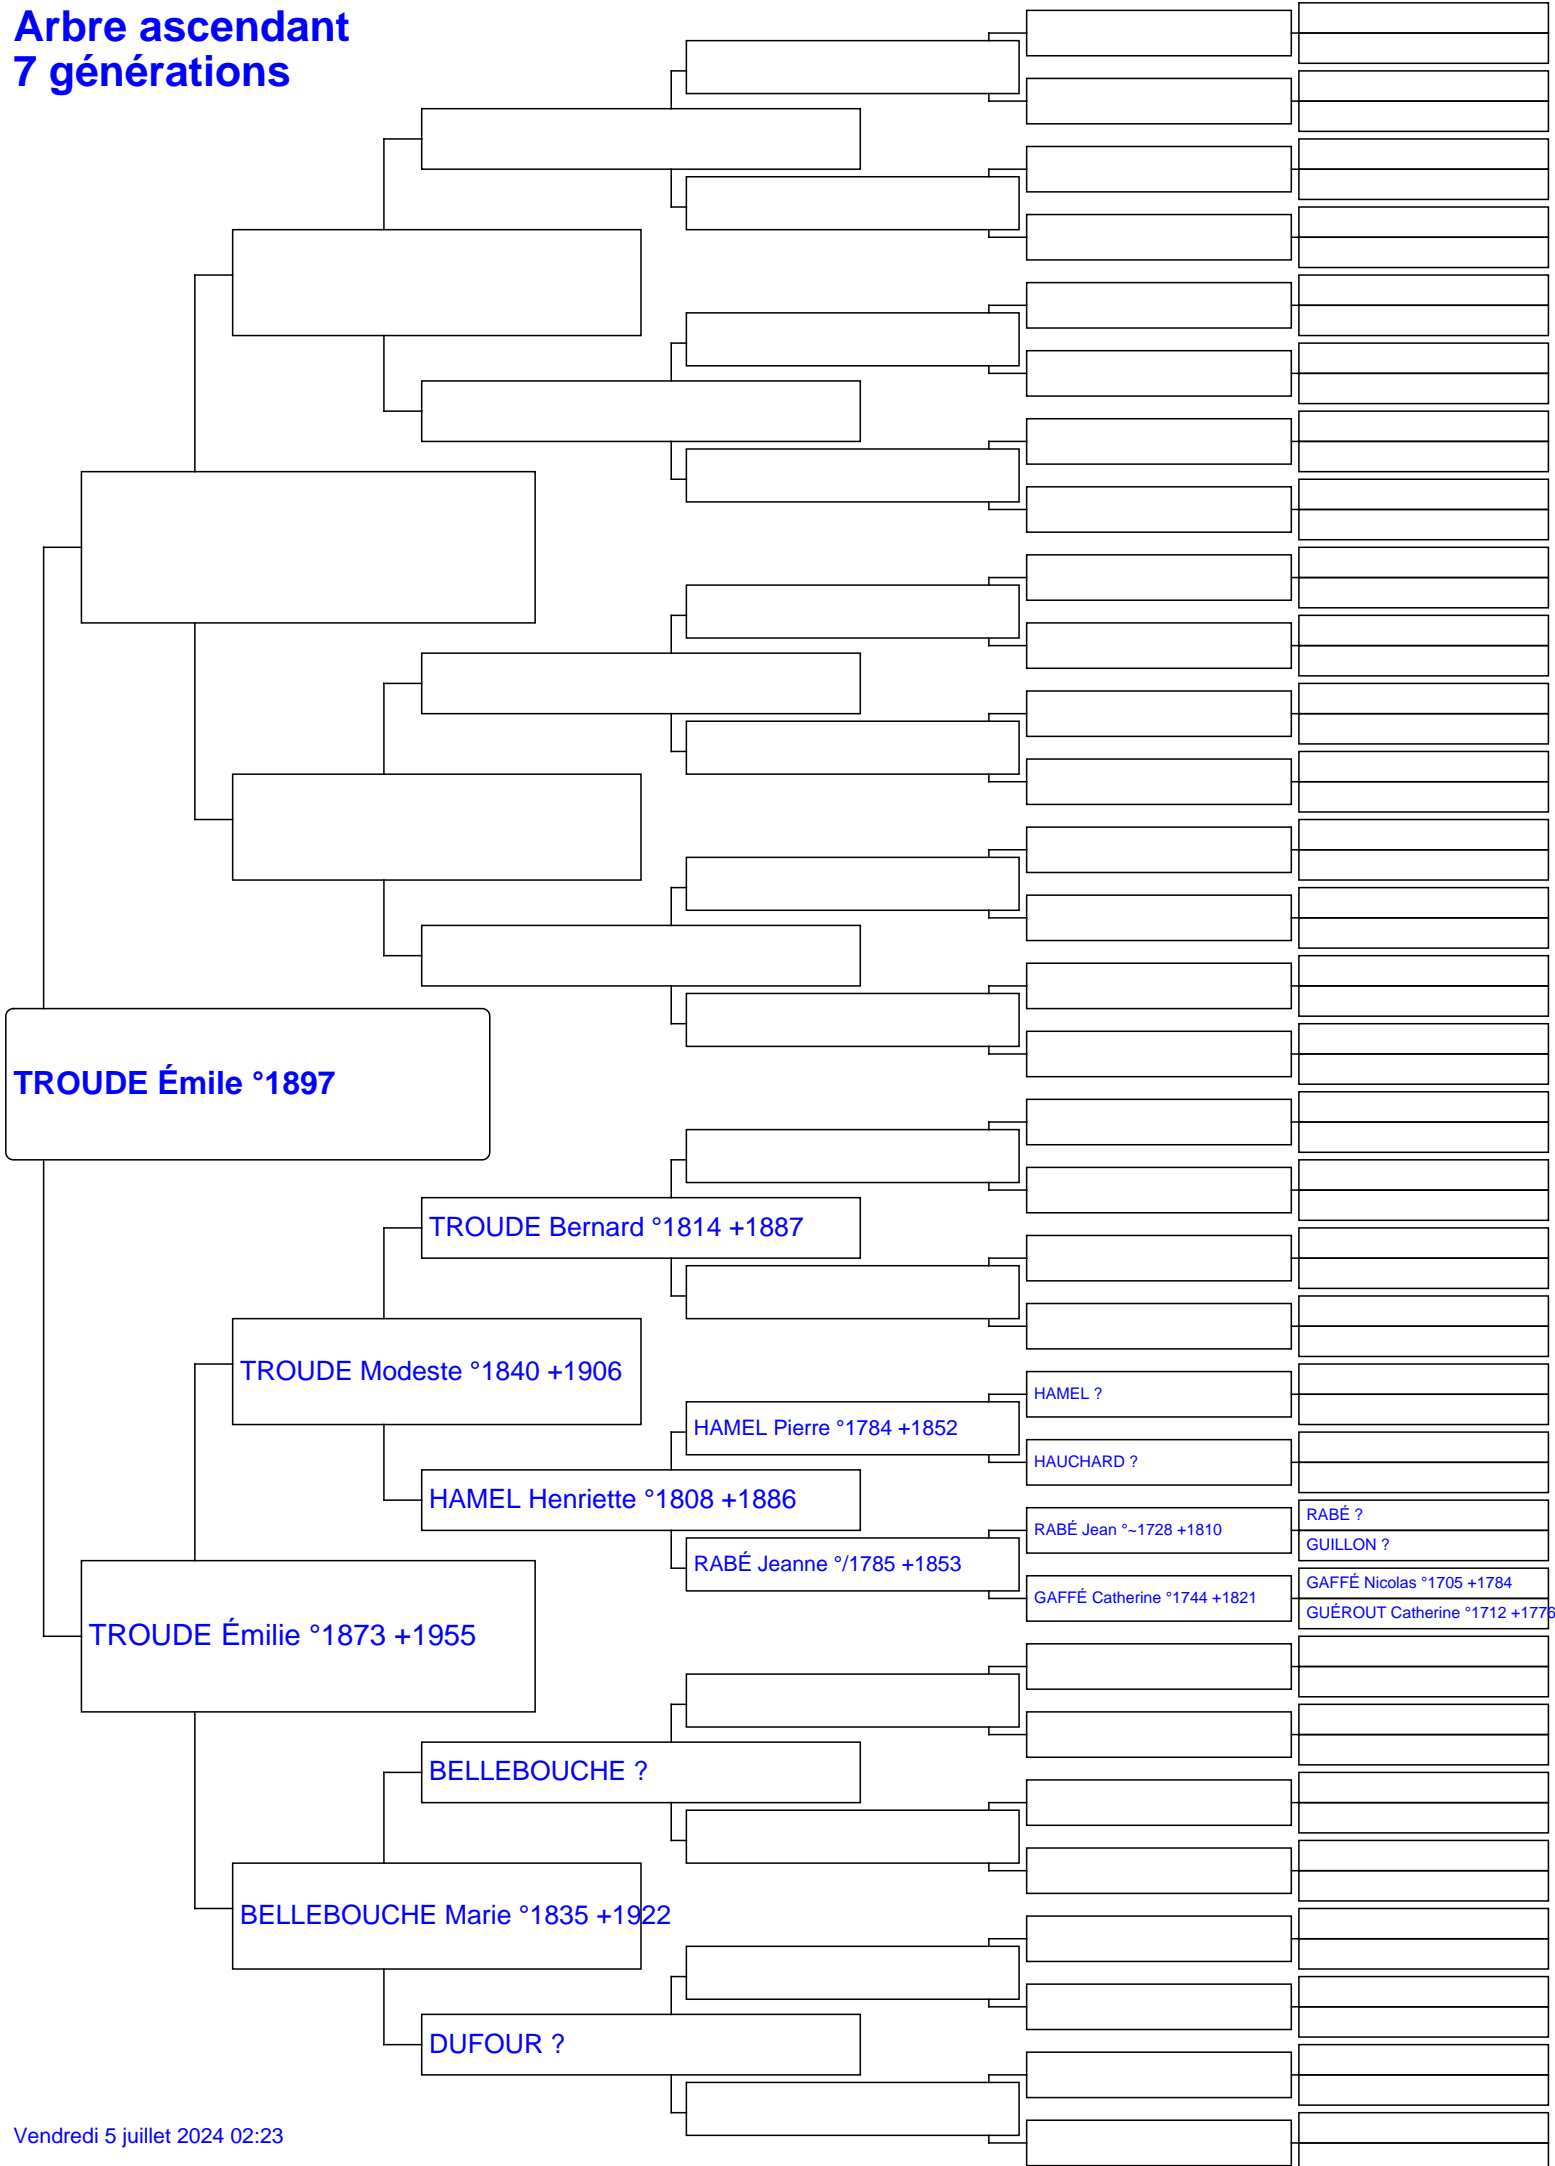 Arbre ascendant
7 générations
TROUDE Émile °1897
TROUDE Bernard °1814 +1887
TROUDE Modeste °1840 +1906
HAMEL ?
HAMEL Pierre °1784 +1852
HAUCHARD ?
HAMEL Henriette °1808 +1886
RABÉ ?
RABÉ Jean °~1728 +1810
GUILLON ?
RABÉ Jeanne °/1785 +1853
GAFFÉ Nicolas °1705 +1784
GAFFÉ Catherine °1744 +1821
GUÉROUT Catherine °1712 +1776
TROUDE Émilie °1873 +1955
BELLEBOUCHE ?
BELLEBOUCHE Marie °1835 +1922
DUFOUR ?
Vendredi 5 juillet 2024 02:23